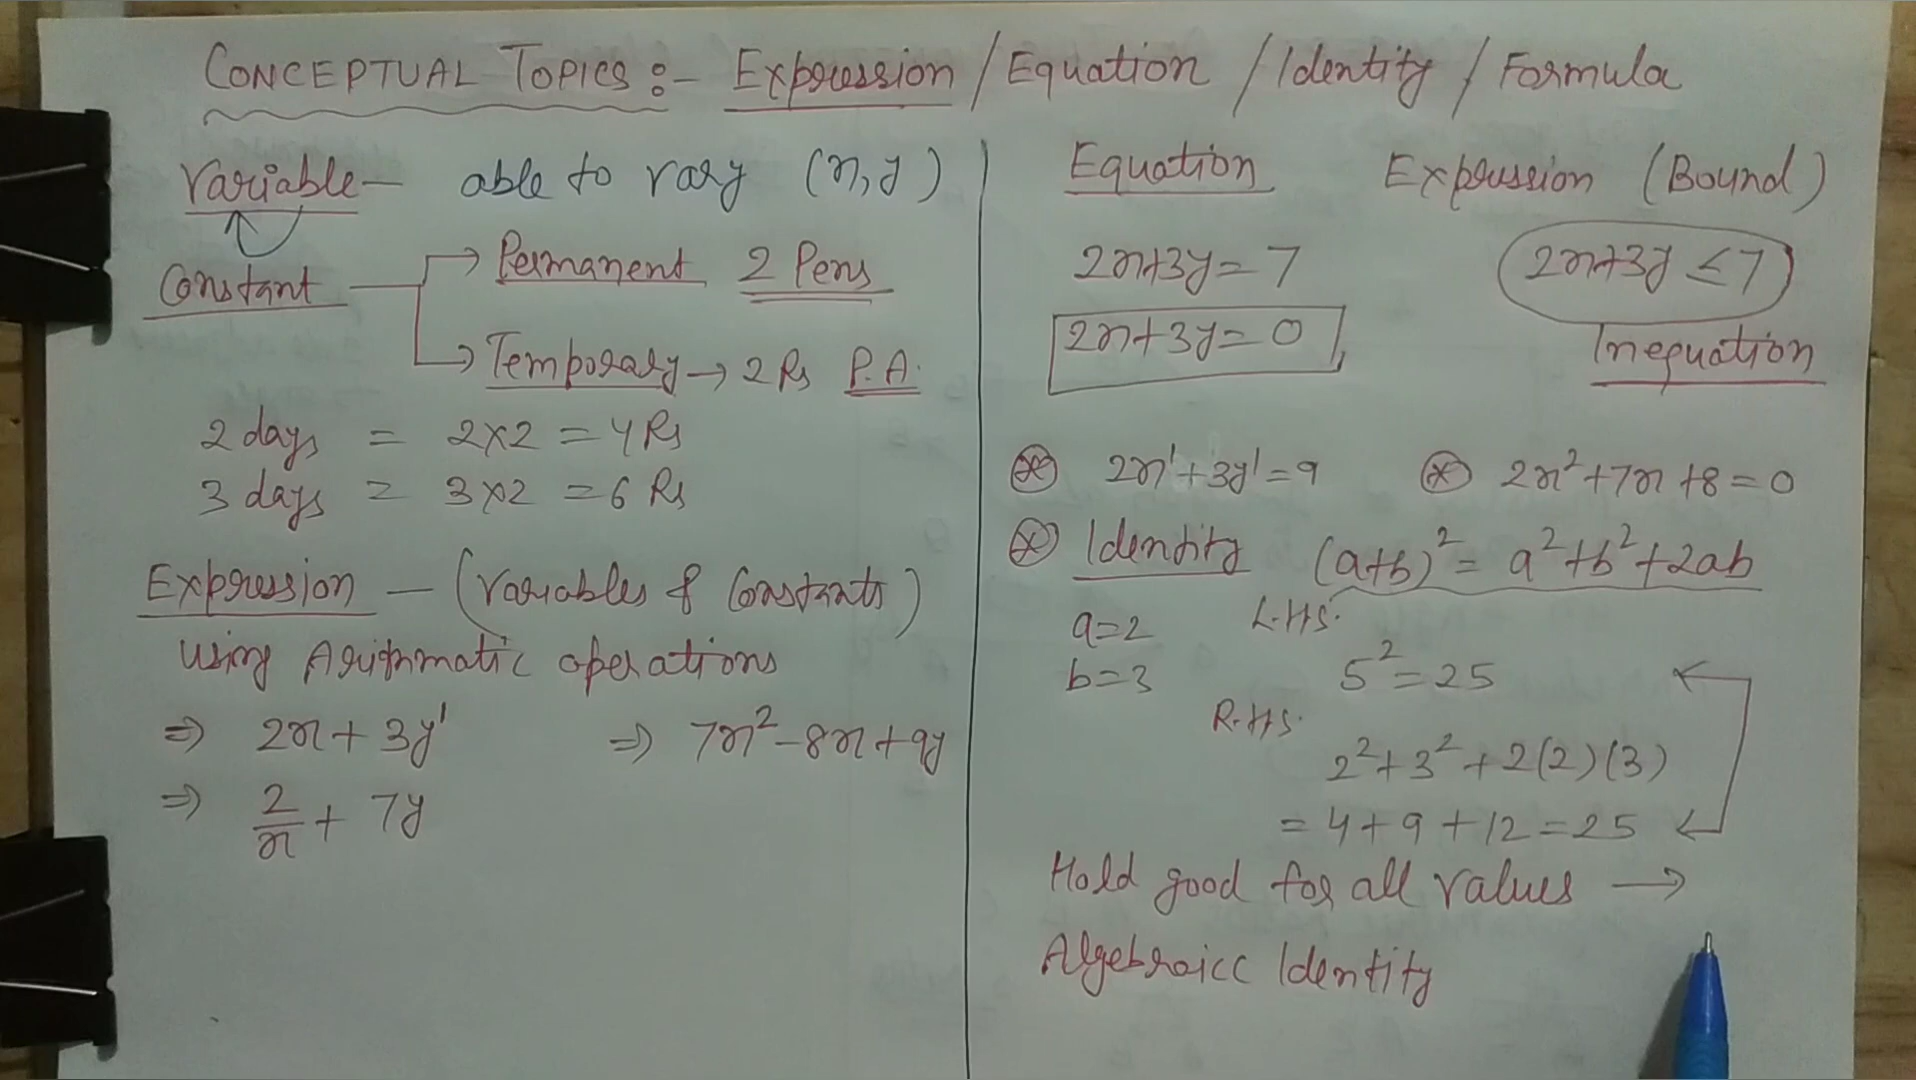 CONCEPTUAL TOPICS :- Expression / Equation / Identity / Formula
Variable — able to vary (x, y)
Constant → Permanent 2 Pens
→ Temporary → 2 Rs P.A.
2 days = 2×2 = 4 Rs
3 days = 3×2 = 6 Rs
Expression — (Variables & Constants)
Using Arithmatic operations
⇒ 2x + 3y¹ ⇒ 7x² - 8x + 9y
⇒ 2/x + 7y
Equation Expression (Bound)
2x+3y = 7 2x+3y ≤ 7
2x+3y = 0 Inequation
⊛ 2x¹ + 3y¹ = 9 ⊛ 2x² + 7x + 8 = 0
⊛ Identity (a+b)² = a² + b² + 2ab
a=2 L.H.S.
b=3 5² = 25
R.H.S.
2² + 3² + 2(2)(3)
= 4 + 9 + 12 = 25
Hold good for all values →
Algebraicc Identity